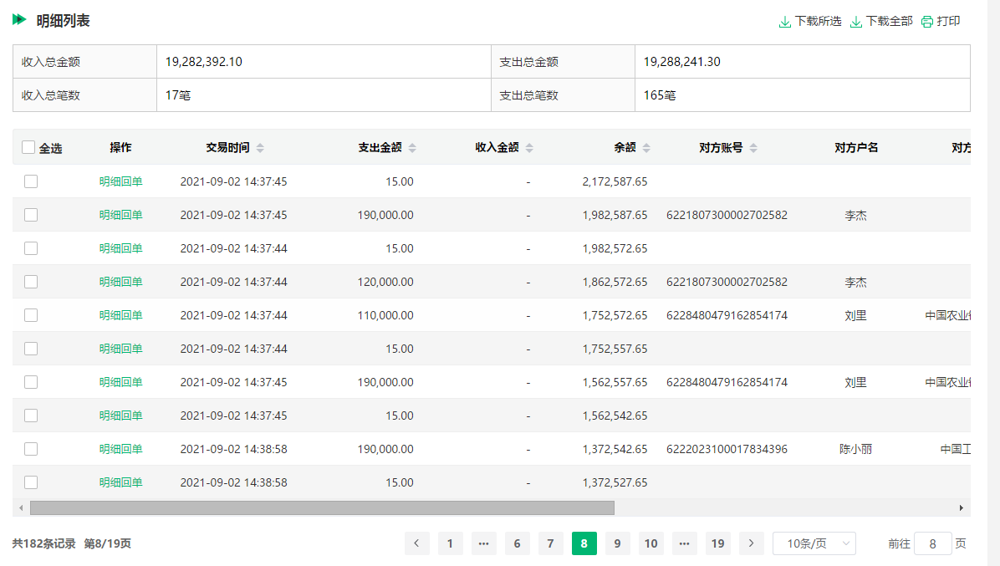 明细列表
下载所选 下载全部 打印
收入总金额 19,282,392.10 支出总金额 19,288,241.30
收入总笔数 17笔 支出总笔数 165笔
全选 操作 交易时间 支出金额 收入金额 余额 对方账号 对方户名 对方
明细回单 2021-09-02 14:37:45 15.00 - 2,172,587.65
明细回单 2021-09-02 14:37:45 190,000.00 - 1,982,587.65 6221807300002702582 李杰
明细回单 2021-09-02 14:37:44 15.00 - 1,982,572.65
明细回单 2021-09-02 14:37:44 120,000.00 - 1,862,572.65 6221807300002702582 李杰
明细回单 2021-09-02 14:37:44 110,000.00 - 1,752,572.65 6228480479162854174 刘里 中国农业
明细回单 2021-09-02 14:37:44 15.00 - 1,752,557.65
明细回单 2021-09-02 14:37:45 190,000.00 - 1,562,557.65 6228480479162854174 刘里 中国农业
明细回单 2021-09-02 14:37:45 15.00 - 1,562,542.65
明细回单 2021-09-02 14:38:58 190,000.00 - 1,372,542.65 6222023100017834396 陈小丽 中国工
明细回单 2021-09-02 14:38:58 15.00 - 1,372,527.65
共182条记录 第8/19页 1 ··· 6 7 8 9 10 ··· 19 10条/页 前往 8 页